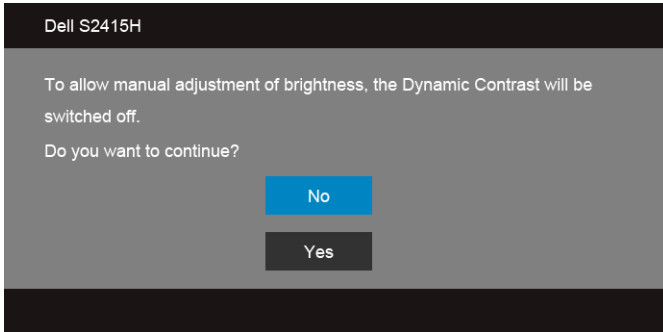 Dell S2415H
To allow manual adjustment of brightness, the Dynamic Contrast will be
switched off.
Do you want to continue?
No
Yes